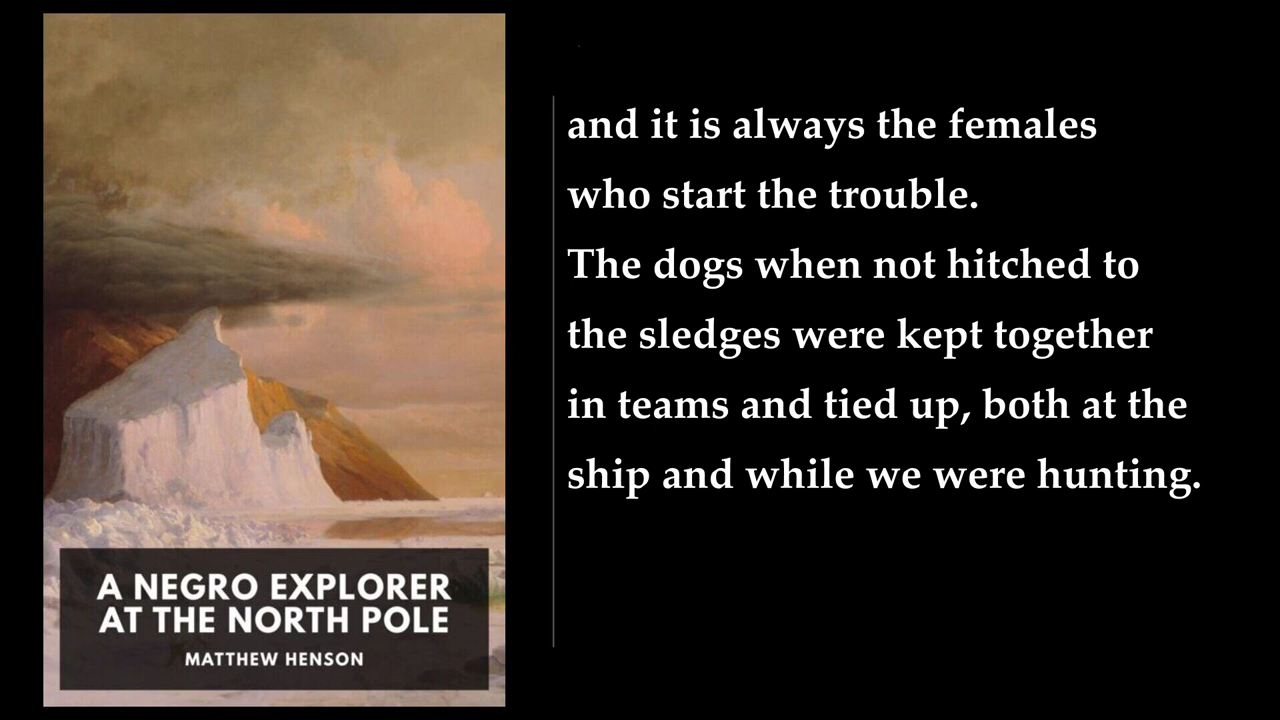 A NEGRO EXPLORER
AT THE NORTH POLE
MATTHEW HENSON
and it is always the females
who start the trouble.
The dogs when not hitched to
the sledges were kept together
in teams and tied up, both at the
ship and while we were hunting.